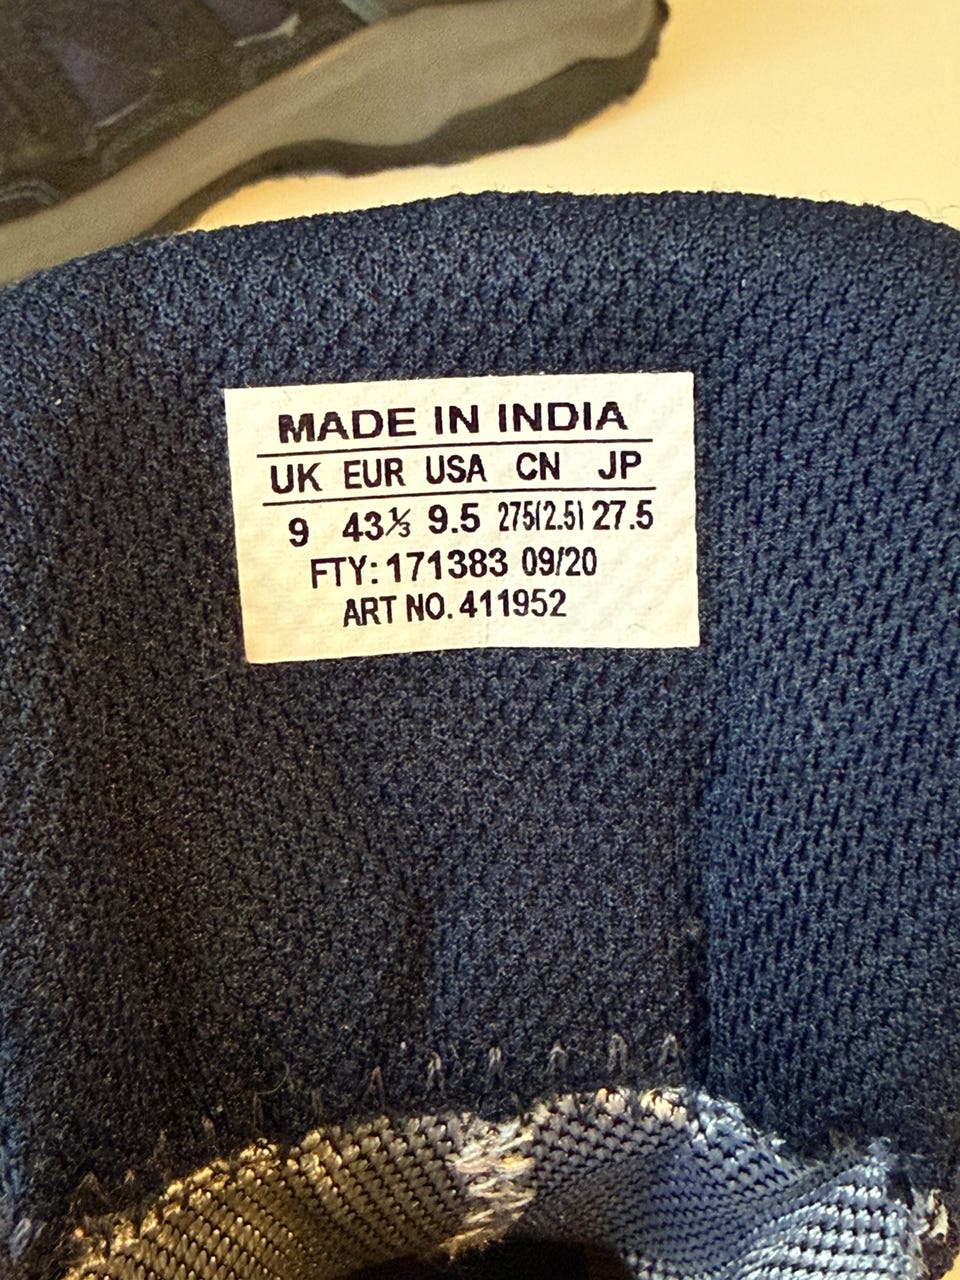 MADE IN INDIA
UK EUR USA CN JP
9 43⅓ 9.5 275(2.5) 27.5
FTY: 171383 09/20
ART NO. 411952